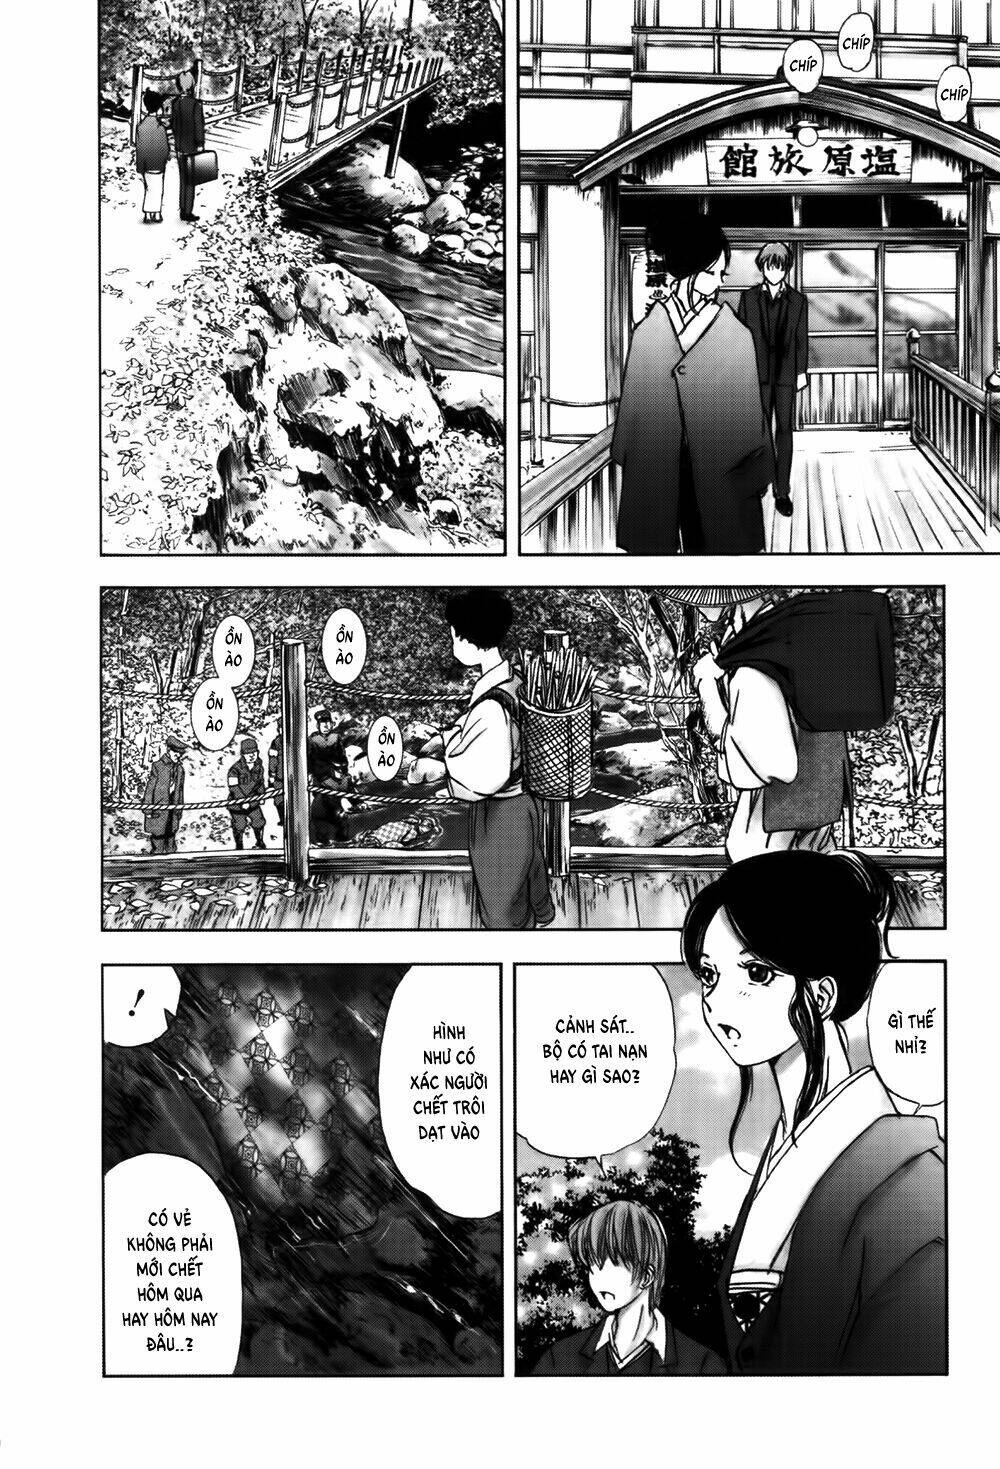 CHÍP
CHÍP
CHÍP
館旅原塩
塩原
ỒN
ÀO
ỒN
ÀO
ỒN
ÀO
ỒN
ÀO
GÌ THẾ
NHỈ?
CẢNH SÁT..
BỘ CÓ TAI NẠN
HAY GÌ SAO?
HÌNH
NHƯ CÓ
XÁC NGƯỜI
CHẾT TRÔI
DẠT VÀO
!
CÓ VẺ
KHÔNG PHẢI
MỚI CHẾT
HÔM QUA
HAY HÔM NAY
ĐÂU..?